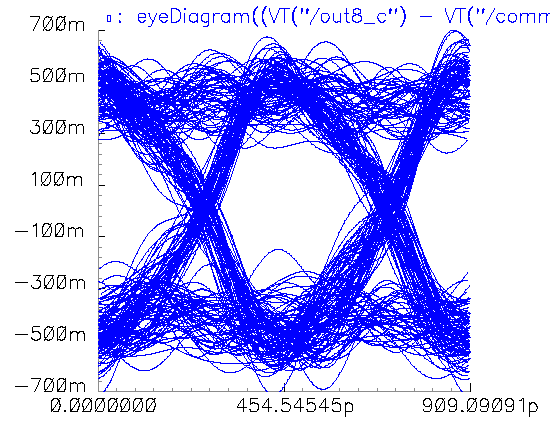 700m
▯: eyeDiagram((VT("/out8_c") - VT("/comm
500m
300m
100m
-100m
-300m
-500m
-700m
0.0000000 454.54545p 909.09091p